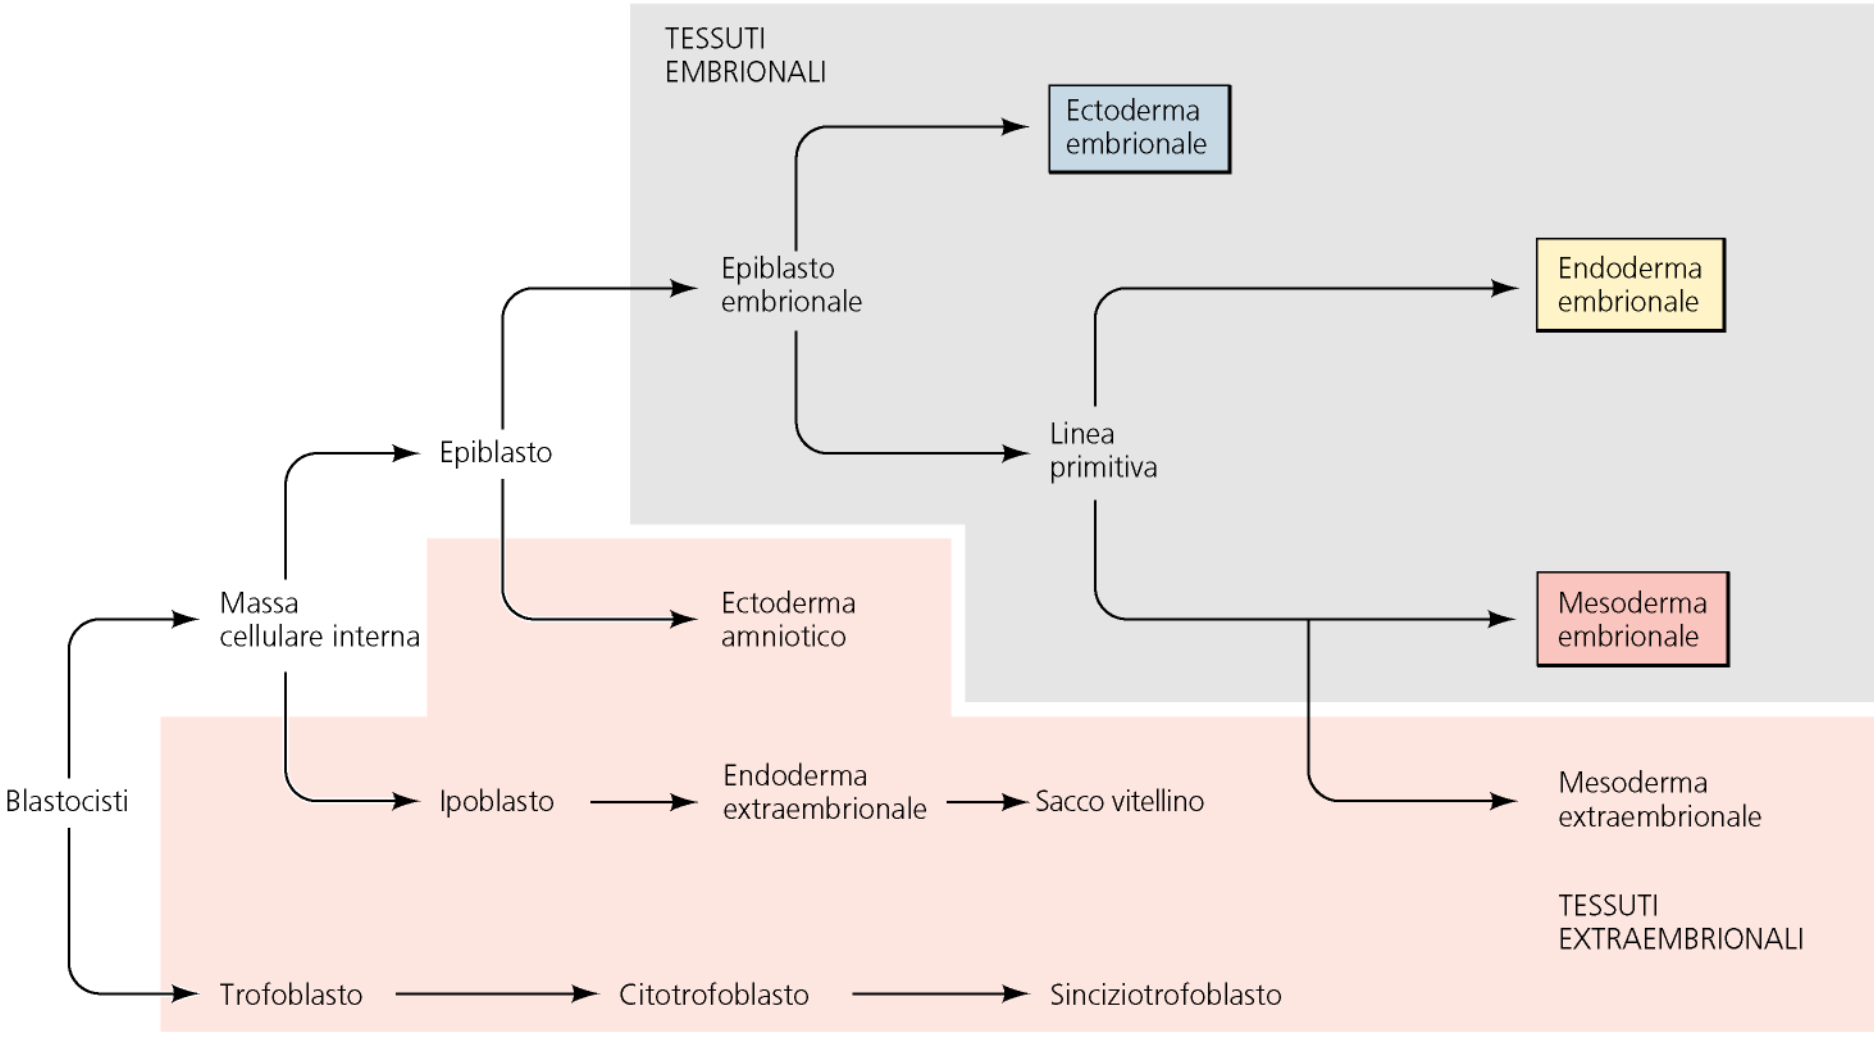 TESSUTI
EMBRIONALI
Ectoderma
embrionale
Epiblasto
embrionale
Endoderma
embrionale
Linea
primitiva
Epiblasto
Massa
cellulare interna
Ectoderma
amniotico
Mesoderma
embrionale
Blastocisti
Ipoblasto
Endoderma
extraembrionale
Sacco vitellino
Mesoderma
extraembrionale
TESSUTI
EXTRAEMBRIONALI
Trofoblasto
Citotrofoblasto
Sinciziotrofoblasto